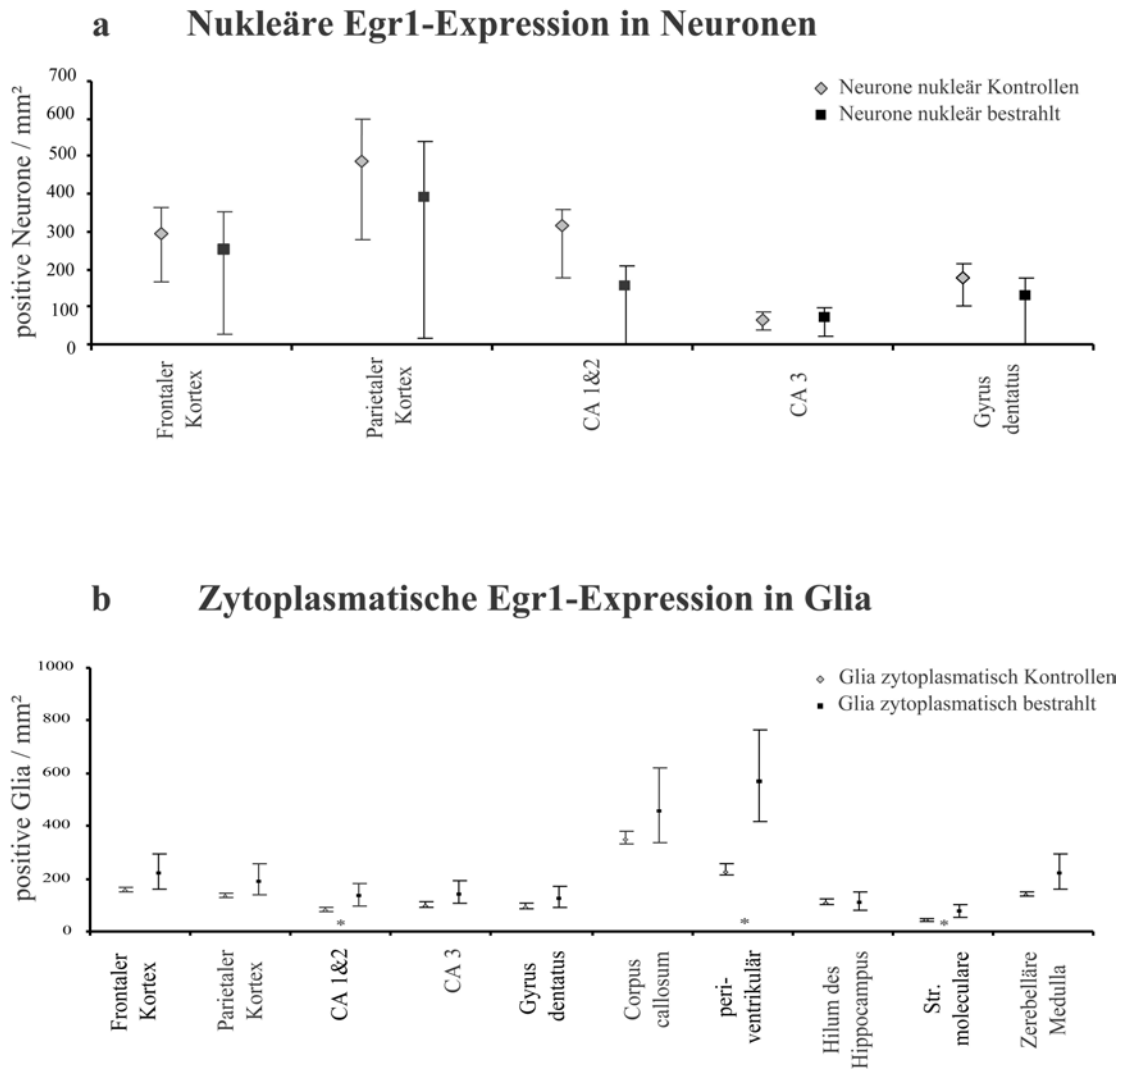 a Nukleäre Egr1-Expression in Neuronen
positive Neurone / mm²
700
600
500
400
300
200
100
0
Neurone nukleär Kontrollen
Neurone nukleär bestrahlt
Frontaler
Kortex
Parietaler
Kortex
CA 1&2
CA 3
Gyrus
dentatus
b Zytoplasmatische Egr1-Expression in Glia
positive Glia / mm²
1000
800
600
400
200
0
Glia zytoplasmatisch Kontrollen
Glia zytoplasmatisch bestrahlt
*
*
*
Frontaler
Kortex
Parietaler
Kortex
CA 1&2
CA 3
Gyrus
dentatus
Corpus
callosum
peri-
ventrikulär
Hilum des
Hippocampus
Str.
moleculare
Zerebelläre
Medulla